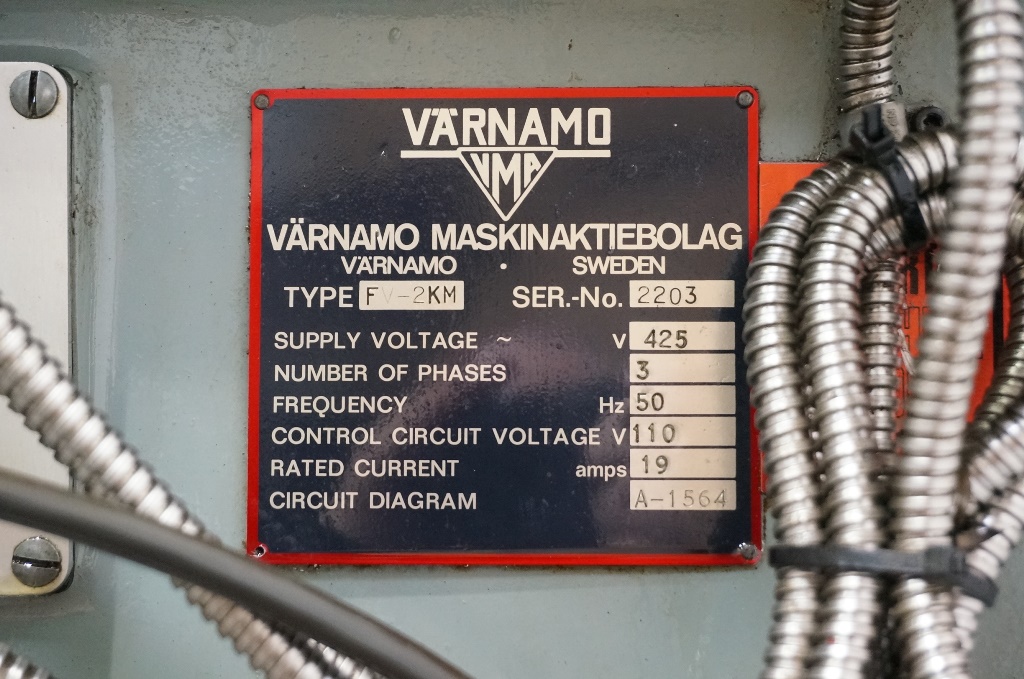 VÄRNAMO
VMA
VÄRNAMO MASKINAKTIEBOLAG
VÄRNAMO · SWEDEN
TYPE FV-2KM SER.-No. 2203
SUPPLY VOLTAGE ~ V 425
NUMBER OF PHASES 3
FREQUENCY Hz 50
CONTROL CIRCUIT VOLTAGE V 110
RATED CURRENT amps 19
CIRCUIT DIAGRAM A-1564